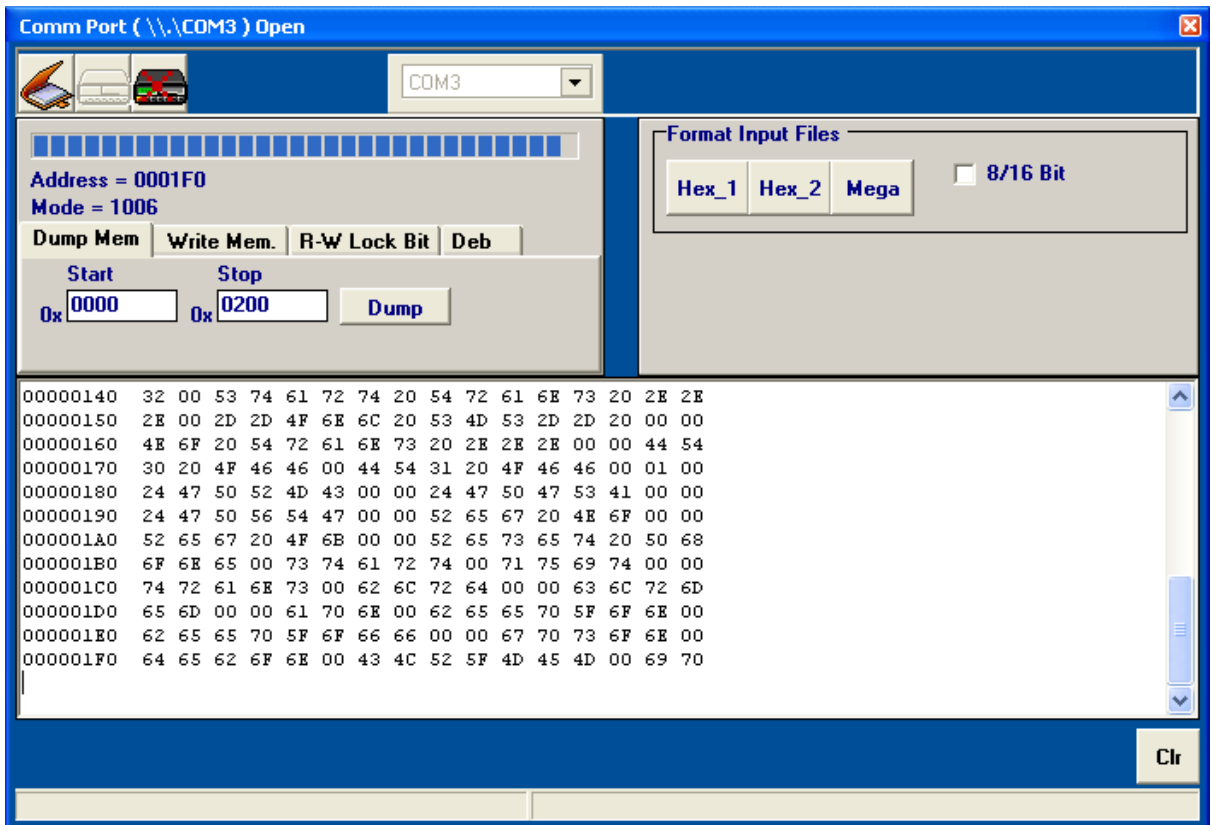 Comm Port ( \\.\COM3 ) Open
COM3
Address = 0001F0
Mode = 1006
Dump Mem Write Mem. R-W Lock Bit Deb
Start Stop
0x 0000 0x 0200 Dump
Format Input Files
Hex_1 Hex_2 Mega 8/16 Bit
00000140 32 00 53 74 61 72 74 20 54 72 61 6E 73 20 2E 2E
00000150 2E 00 2D 2D 4F 6E 6C 20 53 4D 53 2D 2D 20 00 00
00000160 4E 6F 20 54 72 61 6E 73 20 2E 2E 2E 00 00 44 54
00000170 30 20 4F 46 46 00 44 54 31 20 4F 46 46 00 01 00
00000180 24 47 50 52 4D 43 00 00 24 47 50 47 53 41 00 00
00000190 24 47 50 56 54 47 00 00 52 65 67 20 4E 6F 00 00
000001A0 52 65 67 20 4F 6B 00 00 52 65 73 65 74 20 50 68
000001B0 6F 6E 65 00 73 74 61 72 74 00 71 75 69 74 00 00
000001C0 74 72 61 6E 73 00 62 6C 72 64 00 00 63 6C 72 6D
000001D0 65 6D 00 00 61 70 6E 00 62 65 65 70 5F 6F 6E 00
000001E0 62 65 65 70 5F 6F 66 66 00 00 67 70 73 6F 6E 00
000001F0 64 65 62 6F 6E 00 43 4C 52 5F 4D 45 4D 00 69 70
Clr